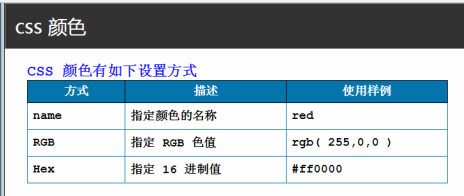 css 颜色
CSS 颜色有如下设置方式
方式 描述 使用样例
name 指定颜色的名称 red
RGB 指定 RGB 色值 rgb( 255,0,0 )
Hex 指定 16 进制值 #ff0000